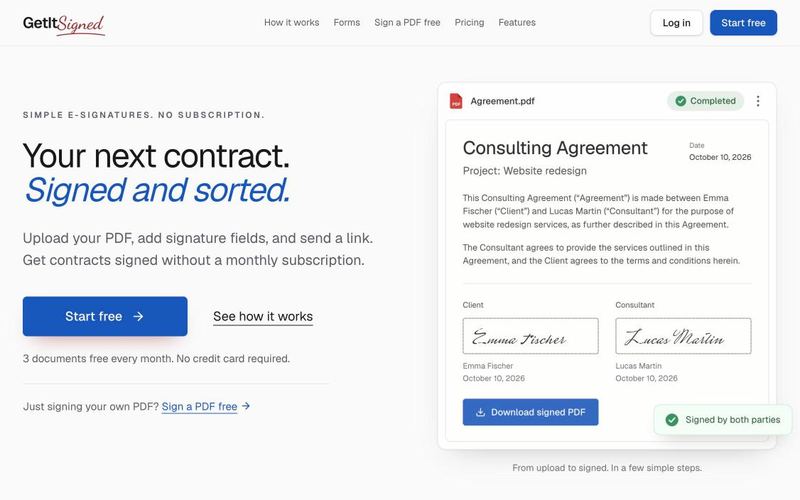 GetItSigned
How it works
Forms
Sign a PDF free
Pricing
Features
Log in
Start free
SIMPLE E-SIGNATURES. NO SUBSCRIPTION.
Your next contract.
Signed and sorted.
Upload your PDF, add signature fields, and send a link.
Get contracts signed without a monthly subscription.
Start free →
See how it works
3 documents free every month. No credit card required.
Just signing your own PDF? Sign a PDF free →
PDF
Agreement.pdf
Completed
Consulting Agreement
Project: Website redesign
Date
October 10, 2026
This Consulting Agreement (“Agreement”) is made between Emma
Fischer (“Client”) and Lucas Martin (“Consultant”) for the purpose of
website redesign services, as further described in this Agreement.
The Consultant agrees to provide the services outlined in this
Agreement, and the Client agrees to the terms and conditions herein.
Client
Emma Fischer
Emma Fischer
October 10, 2026
Consultant
Lucas Martin
Lucas Martin
October 10, 2026
Download signed PDF
Signed by both parties
From upload to signed. In a few simple steps.